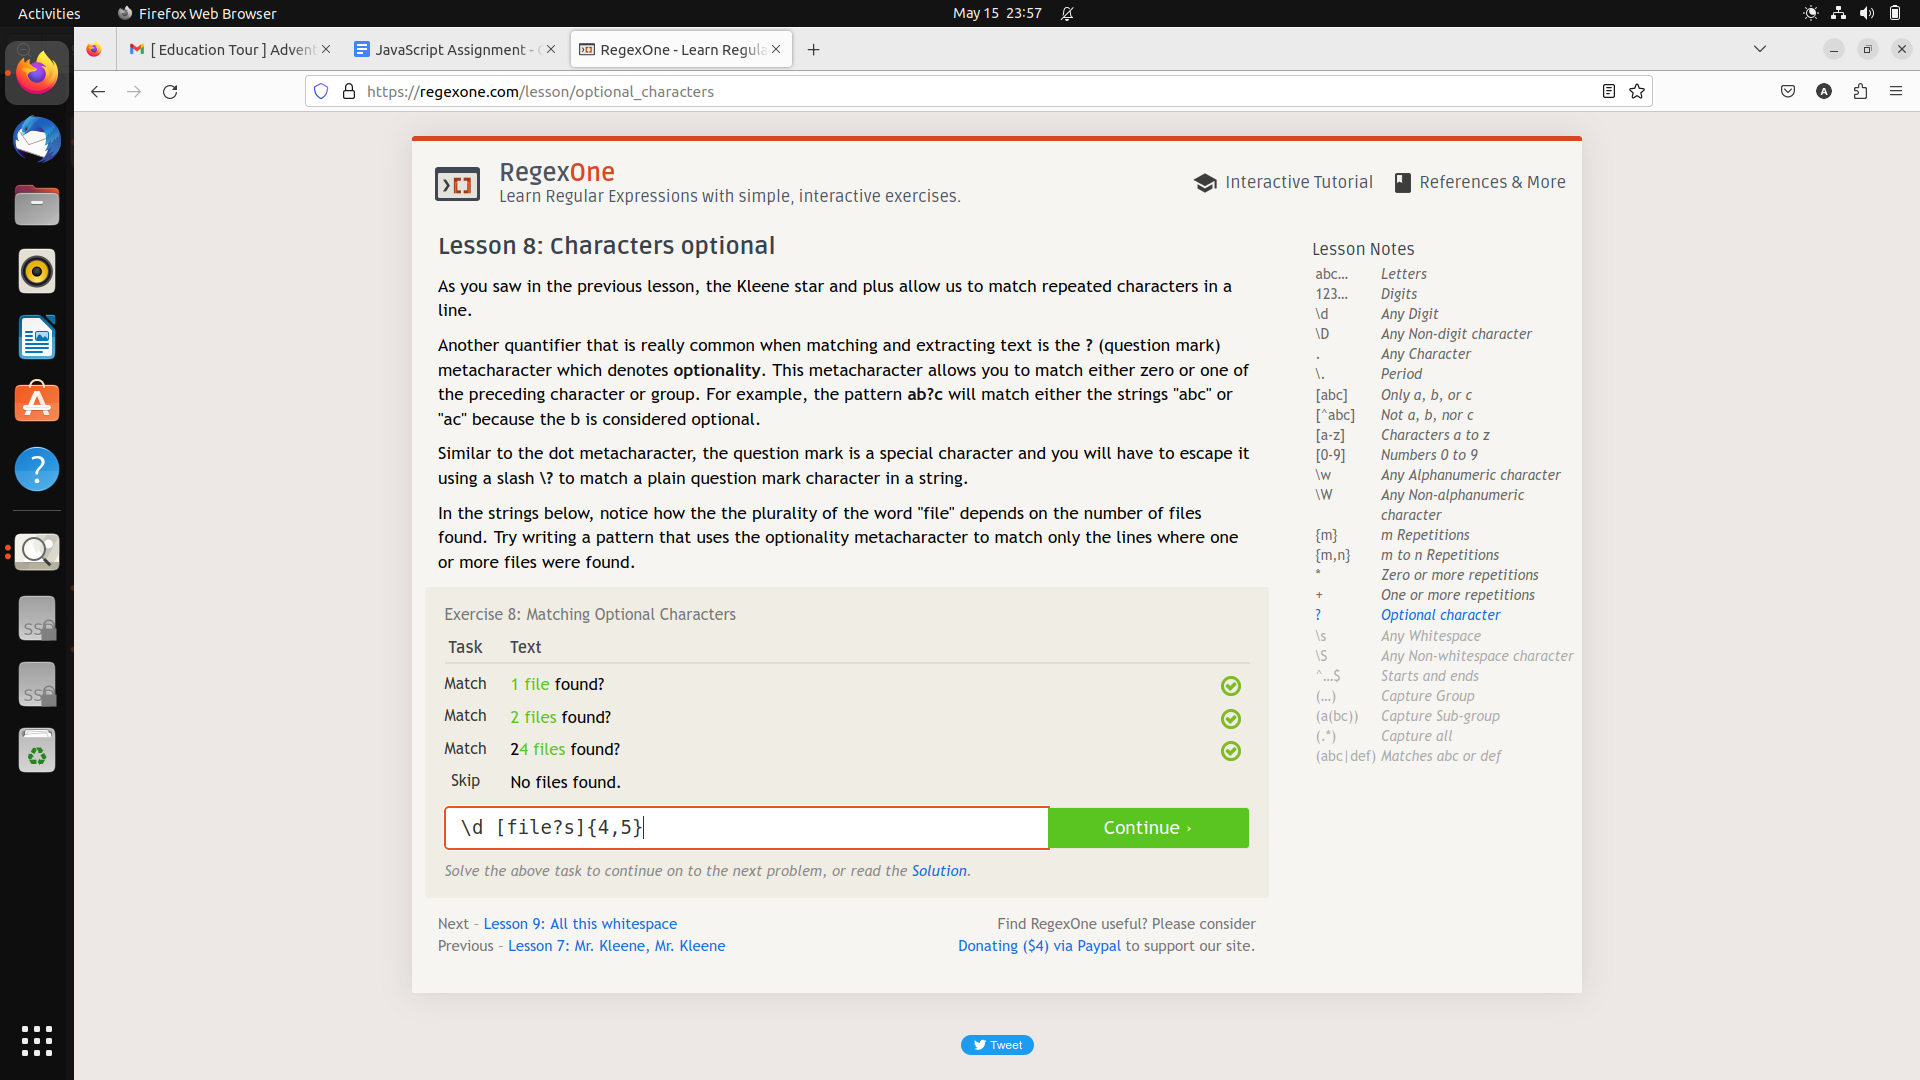 Activities
Firefox Web Browser
May 15 23:57
[ Education Tour ] Advent
JavaScript Assignment -
RegexOne - Learn Regula
https://regexone.com/lesson/optional_characters
A
RegexOne
Learn Regular Expressions with simple, interactive exercises.
Interactive Tutorial
References & More
Lesson 8: Characters optional
As you saw in the previous lesson, the Kleene star and plus allow us to match repeated characters in a
line.
Another quantifier that is really common when matching and extracting text is the ? (question mark)
metacharacter which denotes optionality. This metacharacter allows you to match either zero or one of
the preceding character or group. For example, the pattern ab?c will match either the strings "abc" or
"ac" because the b is considered optional.
Similar to the dot metacharacter, the question mark is a special character and you will have to escape it
using a slash \? to match a plain question mark character in a string.
In the strings below, notice how the the plurality of the word "file" depends on the number of files
found. Try writing a pattern that uses the optionality metacharacter to match only the lines where one
or more files were found.
Exercise 8: Matching Optional Characters
Task Text
Match 1 file found?
Match 2 files found?
Match 24 files found?
Skip No files found.
\d [file?s]{4,5}
Continue ›
Solve the above task to continue on to the next problem, or read the Solution.
Next - Lesson 9: All this whitespace
Previous - Lesson 7: Mr. Kleene, Mr. Kleene
Find RegexOne useful? Please consider
Donating ($4) via Paypal to support our site.
Lesson Notes
abc… Letters
123… Digits
\d Any Digit
\D Any Non-digit character
. Any Character
\. Period
[abc] Only a, b, or c
[^abc] Not a, b, nor c
[a-z] Characters a to z
[0-9] Numbers 0 to 9
\w Any Alphanumeric character
\W Any Non-alphanumeric
character
{m} m Repetitions
{m,n} m to n Repetitions
* Zero or more repetitions
+ One or more repetitions
? Optional character
\s Any Whitespace
\S Any Non-whitespace character
^…$ Starts and ends
(…) Capture Group
(a(bc)) Capture Sub-group
(.*) Capture all
(abc|def) Matches abc or def
Tweet